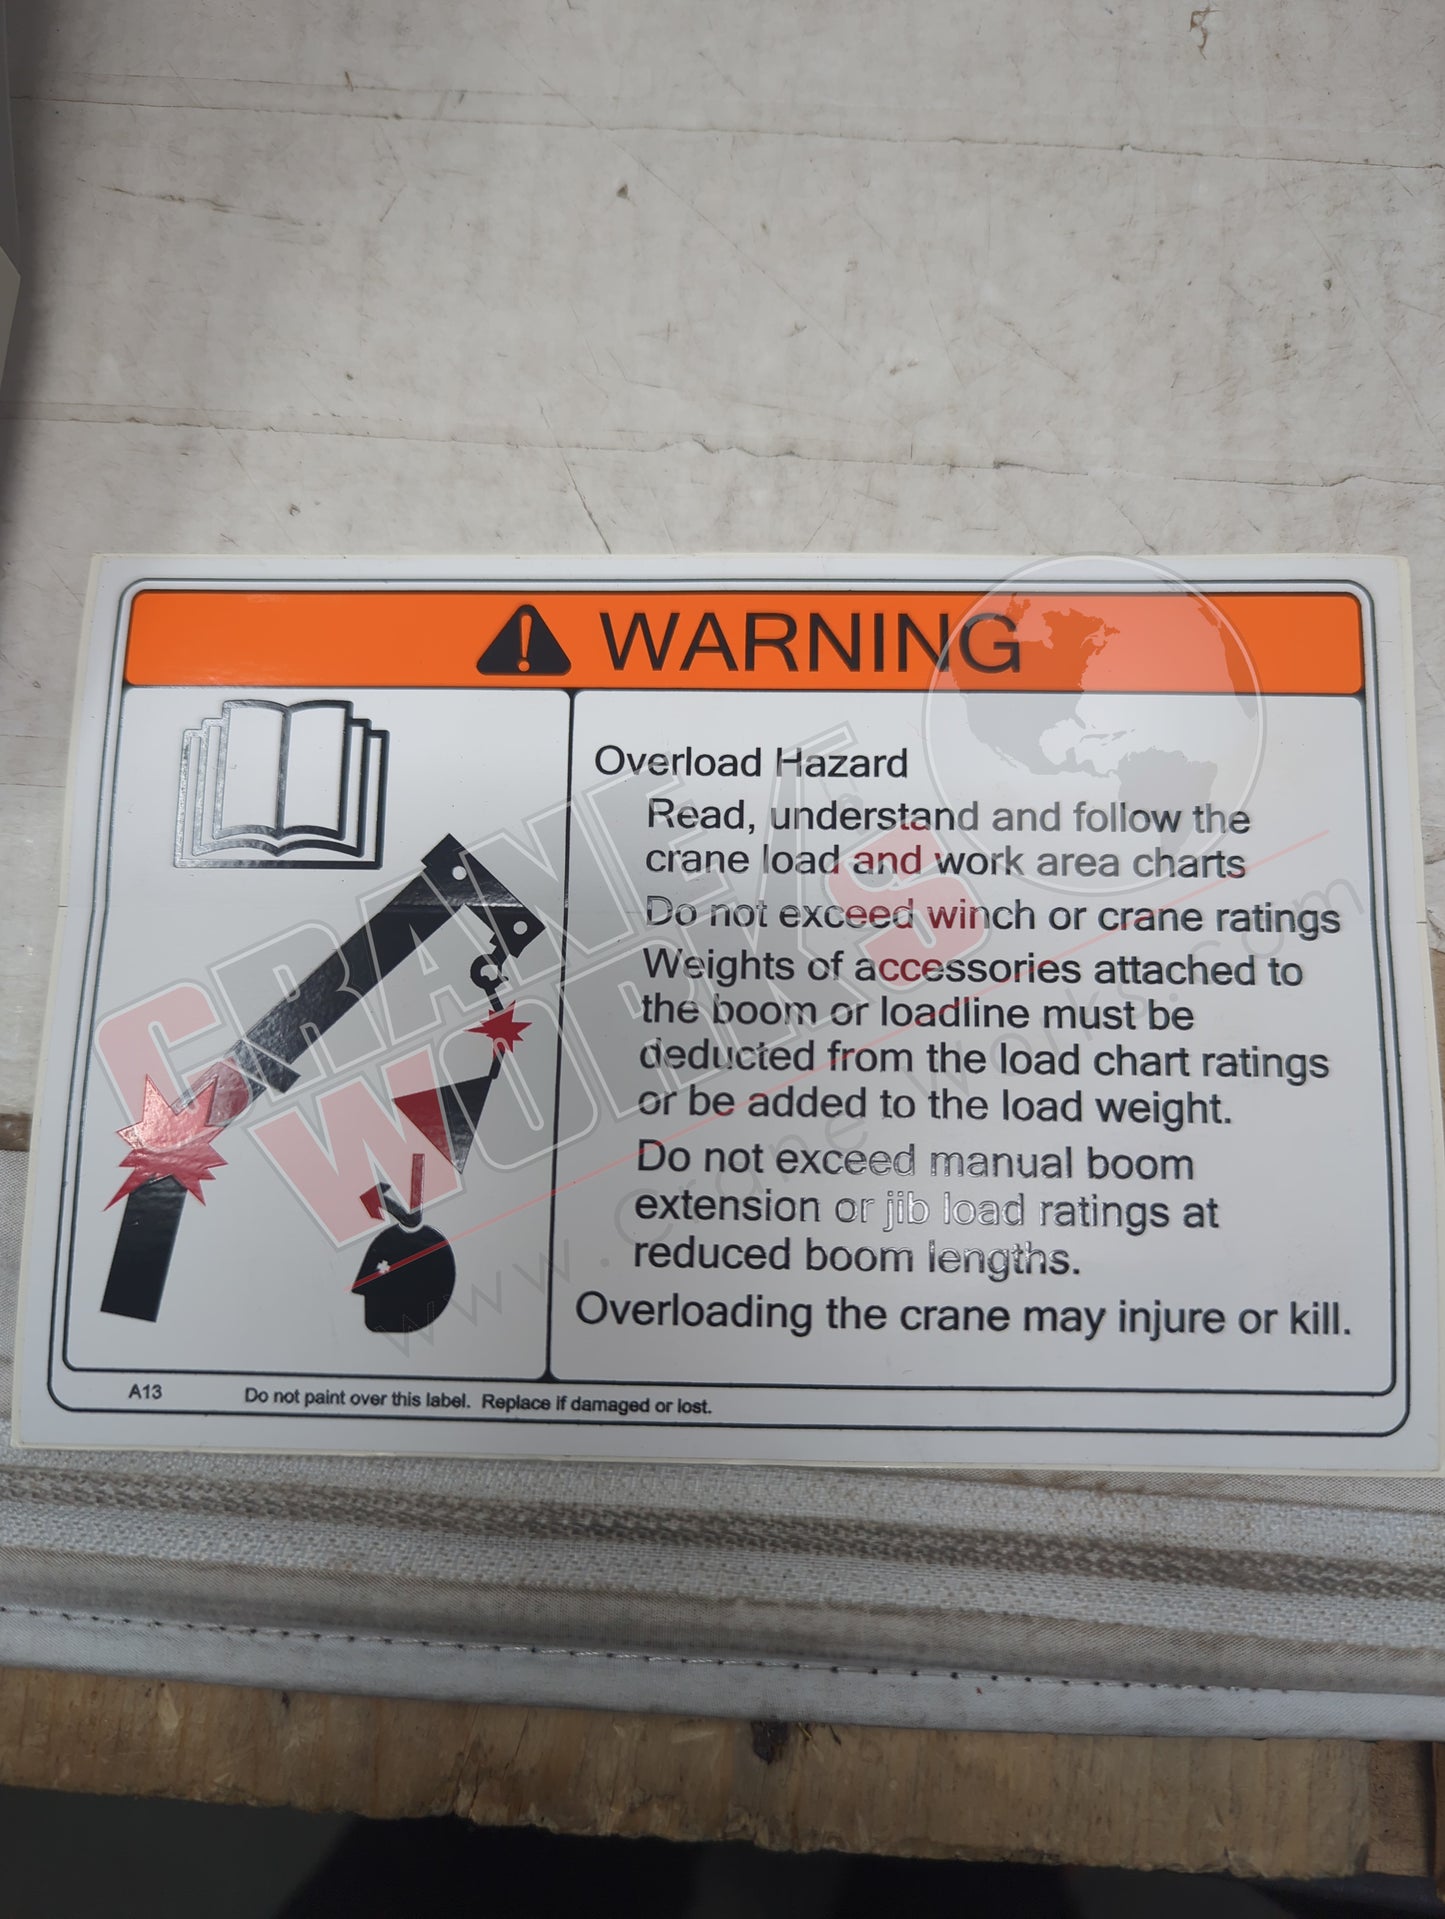 WARNING
Overload Hazard
Read, understand and follow the
crane load and work area charts
Do not exceed winch or crane ratings
Weights of accessories attached to
the boom or loadline must be
deducted from the load chart ratings
or be added to the load weight.
Do not exceed manual boom
extension or jib load ratings at
reduced boom lengths.
Overloading the crane may injure or kill.
A13 Do not paint over this label. Replace if damaged or lost.
CRANE
WORKS
www.craneworks.com